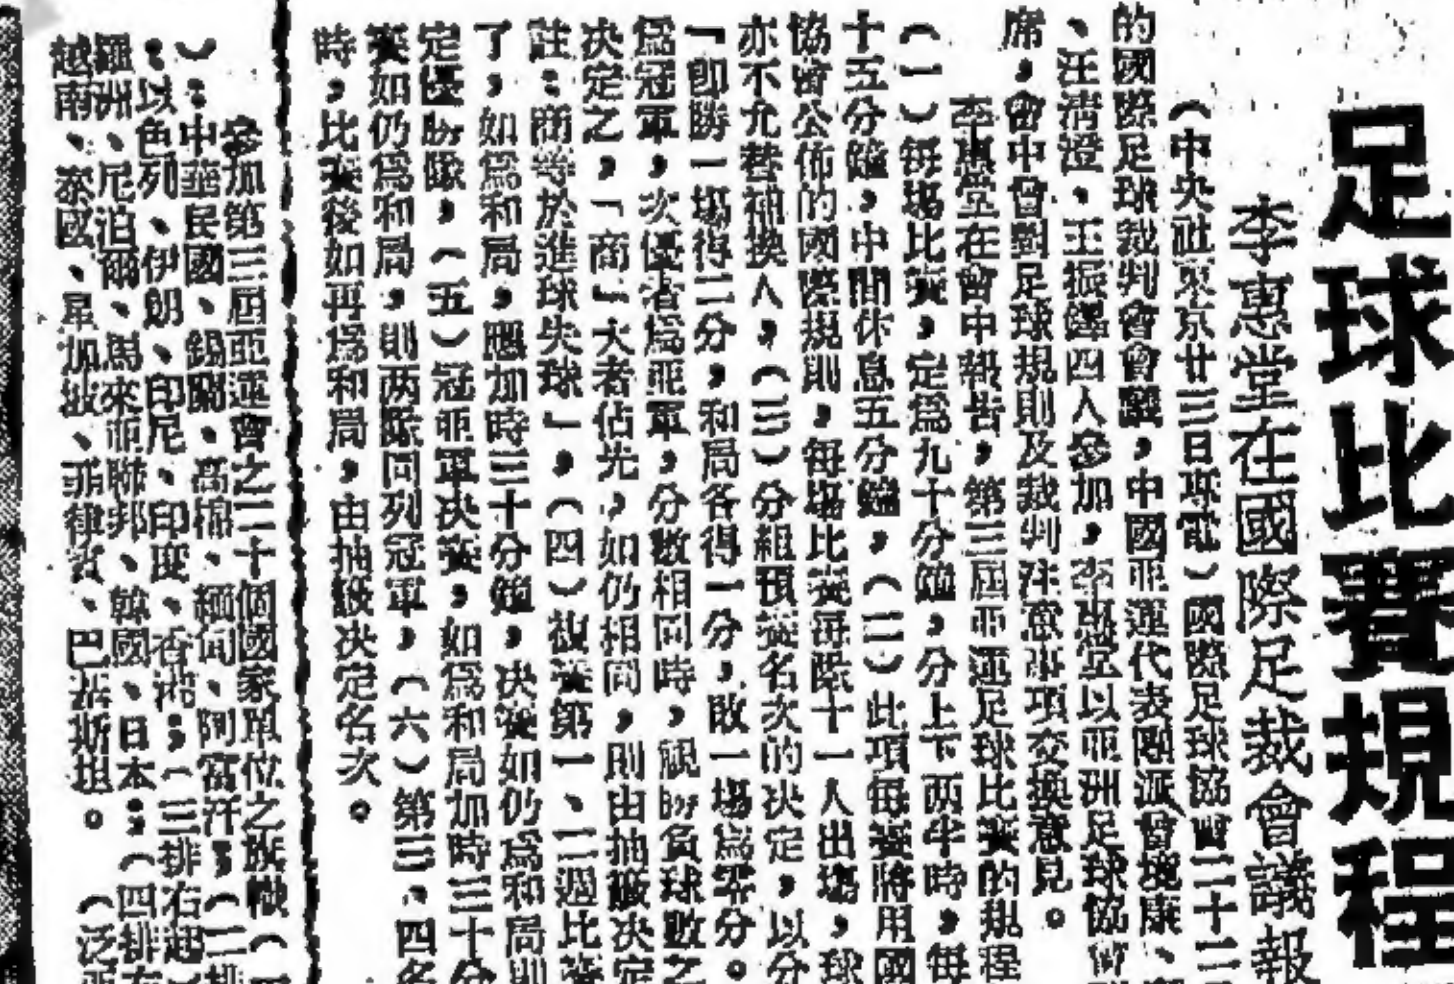 足球比賽規程
李惠堂在國際足裁會議報
（中央社東京廿三日專電）國際足球協會二十三
的國際足球裁判會會議，中國亞運代表團派曾境康、
、汪清澄、王振鐸四人參加，李惠堂以亞洲足球協會
席，會中曾對足球規則及裁判注意事項交換意見。
李惠堂在會中報告，第三屆亞運足球比賽的規程
（一）每場比賽，定爲九十分鐘，分上下兩半時，每
十五分鐘，中間休息五分鐘，（二）此項每賽將用國
協會公佈的國際規則，每場比賽每隊十一人出場，球
亦不允替補換人，（三）分組預賽名次的决定，以分
「卽勝一場得二分，和局各得一分，敗一場爲零分。
爲冠軍，次優者爲亞軍，分數相同時，視勝負球數之
决定之，「商」大者佔先，如仍相同，則由抽籤决定
註：商等於進球失球」，（四）複賽第一、二週比賽
了，如爲和局，應加時三十分鐘，决賽如仍爲和局則
定優勝隊，（五）冠亞軍决賽，如爲和局加時三十分
賽如仍爲和局，則两隊同列冠軍，（六）第三、四名
時，比賽後如再爲和局，由抽籤决定名次。
參加第三屆亞運會之二十個國家單位之旗幟（一
）：中華民國、錫蘭、高棉、緬甸、阿富汗；（二排
：以色列、伊朗、印尼、印度、香港；（三排右起）
羅洲、尼泊爾、馬來亞聯邦、韓國、日本：（四排右
越南、泰國、星加坡、菲律賓、巴基斯坦。（泛亞